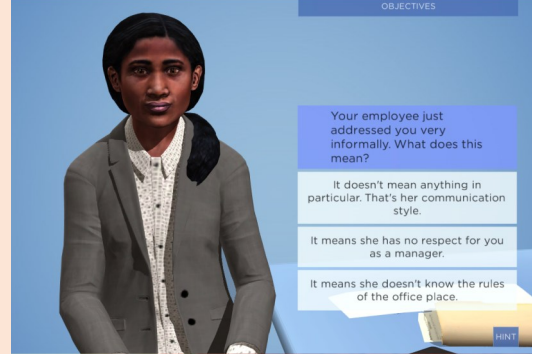 OBJECTIVES
Your employee just
addressed you very
informally. What does this
mean?
It doesn't mean anything in
particular. That's her communication
style.
It means she has no respect for you
as a manager.
It means she doesn't know the rules
of the office place.
HINT